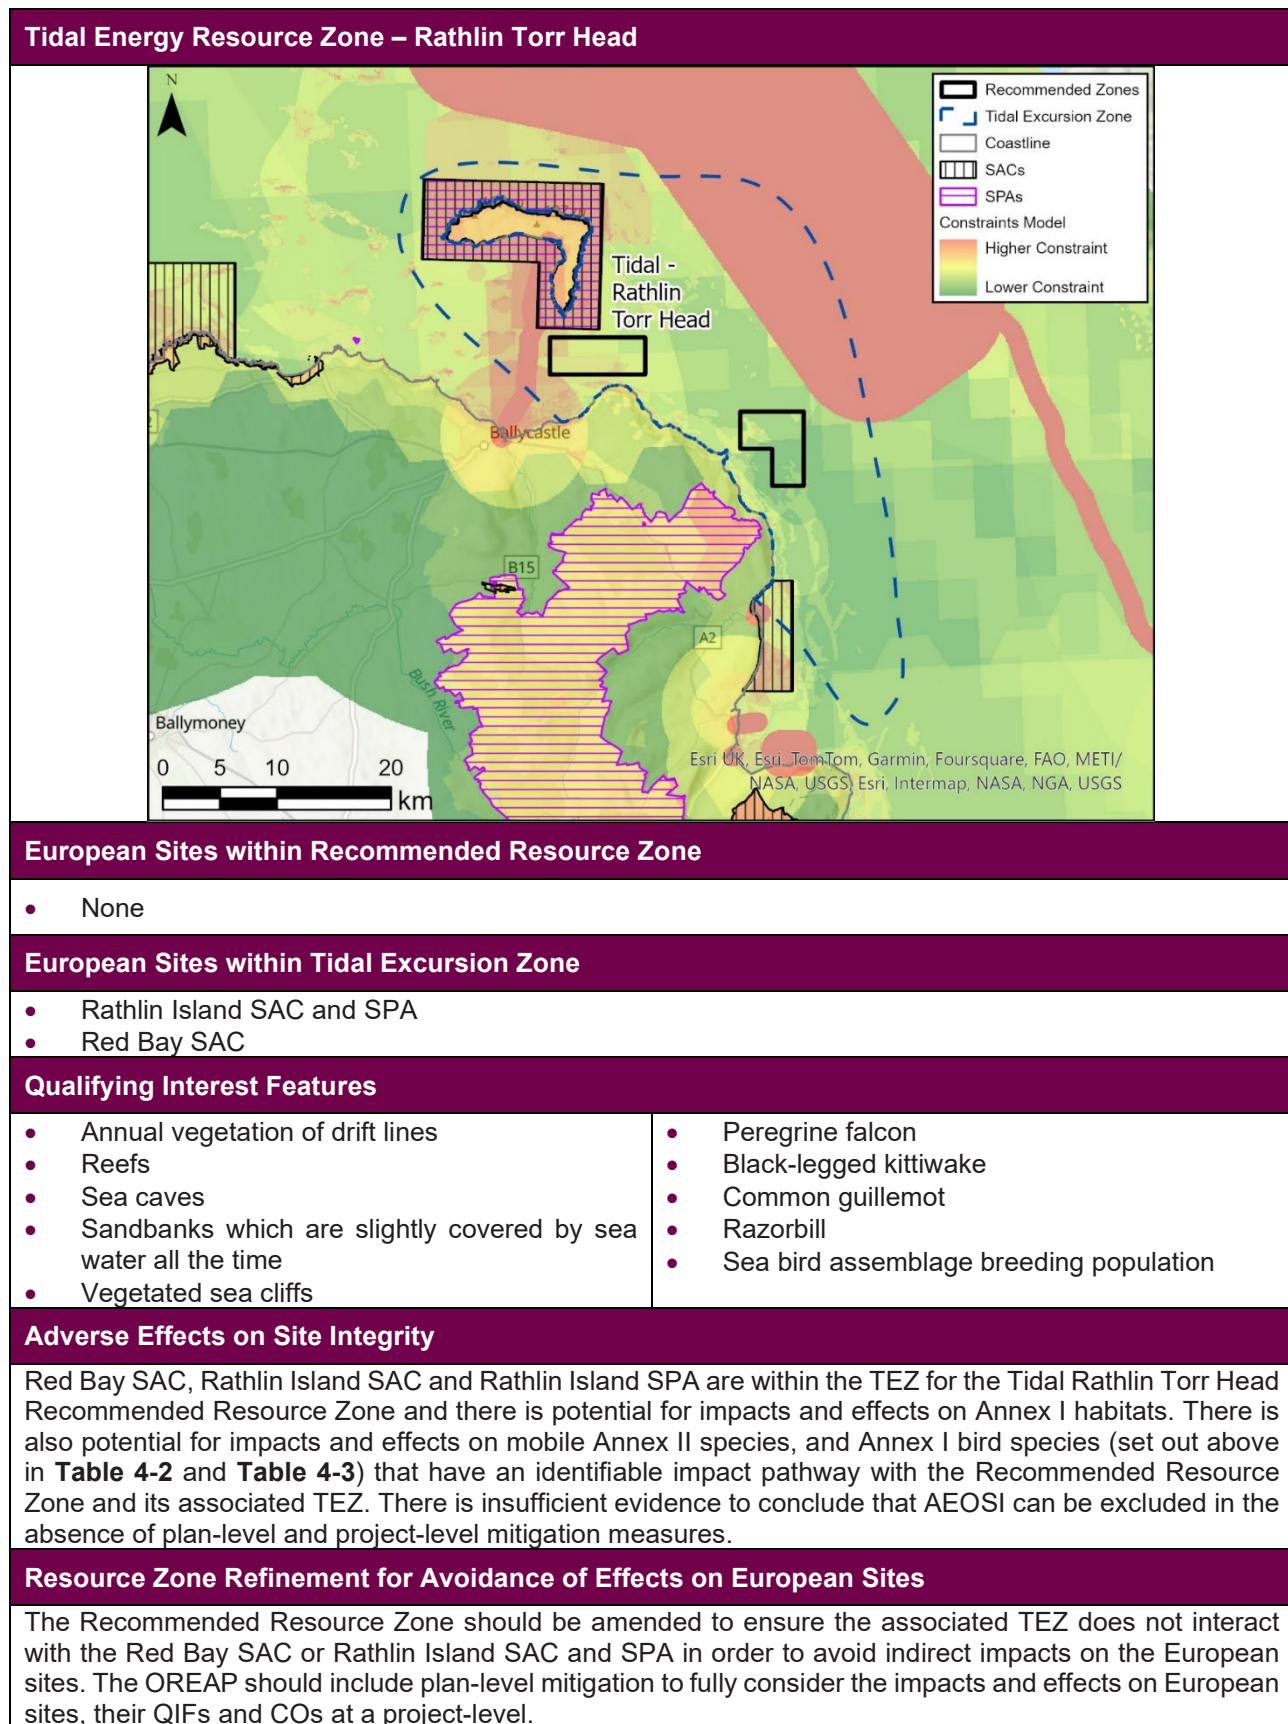 Tidal Energy Resource Zone – Rathlin Torr Head
N
Recommended Zones
Tidal Excursion Zone
Coastline
SACs
SPAs
Constraints Model
Higher Constraint
Lower Constraint
Tidal -
Rathlin
Torr Head
Ballycastle
B15
A2
Bush River
Ballymoney
0 5 10 20
km
Esri UK, Esri, TomTom, Garmin, Foursquare, FAO, METI/
NASA, USGS, Esri, Intermap, NASA, NGA, USGS
European Sites within Recommended Resource Zone
• None
European Sites within Tidal Excursion Zone
• Rathlin Island SAC and SPA
• Red Bay SAC
Qualifying Interest Features
• Annual vegetation of drift lines
• Reefs
• Sea caves
• Sandbanks which are slightly covered by sea
water all the time
• Vegetated sea cliffs
• Peregrine falcon
• Black-legged kittiwake
• Common guillemot
• Razorbill
• Sea bird assemblage breeding population
Adverse Effects on Site Integrity
Red Bay SAC, Rathlin Island SAC and Rathlin Island SPA are within the TEZ for the Tidal Rathlin Torr Head
Recommended Resource Zone and there is potential for impacts and effects on Annex I habitats. There is
also potential for impacts and effects on mobile Annex II species, and Annex I bird species (set out above
in Table 4-2 and Table 4-3) that have an identifiable impact pathway with the Recommended Resource
Zone and its associated TEZ. There is insufficient evidence to conclude that AEOSI can be excluded in the
absence of plan-level and project-level mitigation measures.
Resource Zone Refinement for Avoidance of Effects on European Sites
The Recommended Resource Zone should be amended to ensure the associated TEZ does not interact
with the Red Bay SAC or Rathlin Island SAC and SPA in order to avoid indirect impacts on the European
sites. The OREAP should include plan-level mitigation to fully consider the impacts and effects on European
sites, their QIFs and COs at a project-level.